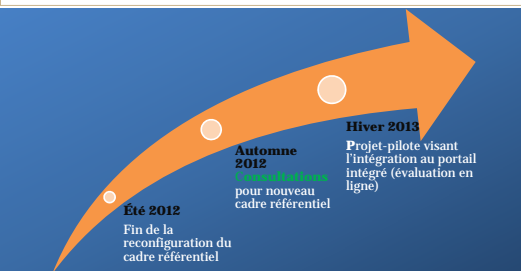 Été 2012
Fin de la
reconfiguration du
cadre référentiel
Automne
2012
Consultations
pour nouveau
cadre référentiel
Hiver 2013
Projet-pilote visant
l'intégration au portail
intégré (évaluation en
ligne)